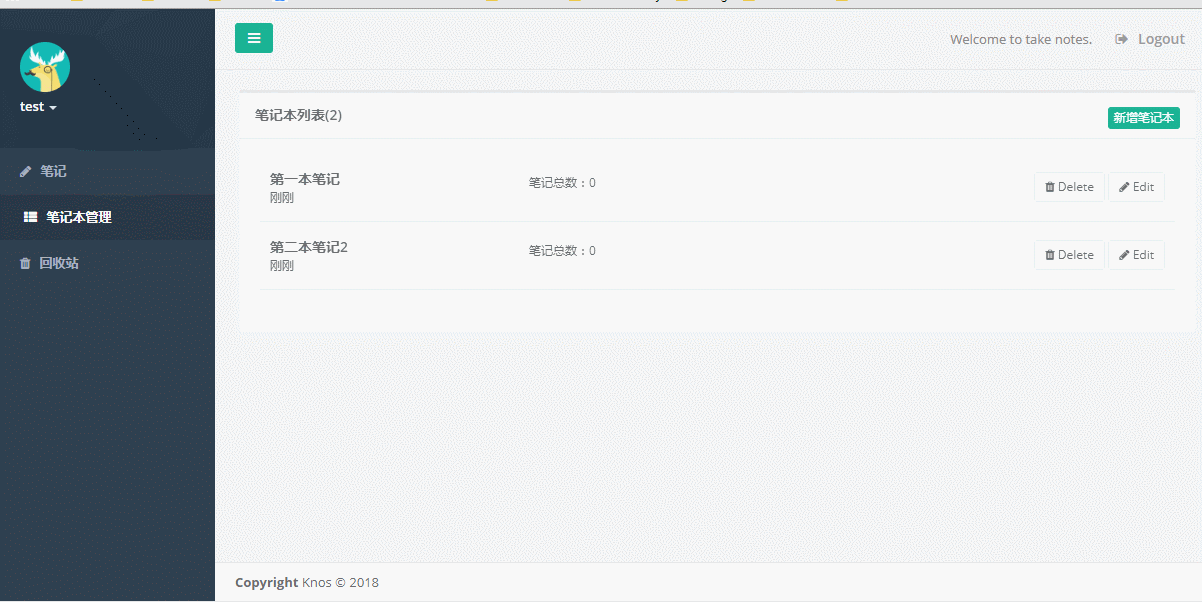 Welcome to take notes. Logout
test
笔记
笔记本管理
回收站
笔记本列表(2)
新增笔记本
第一本笔记
刚刚
笔记总数：0
Delete Edit
第二本笔记2
刚刚
笔记总数：0
Delete Edit
Copyright Knos © 2018